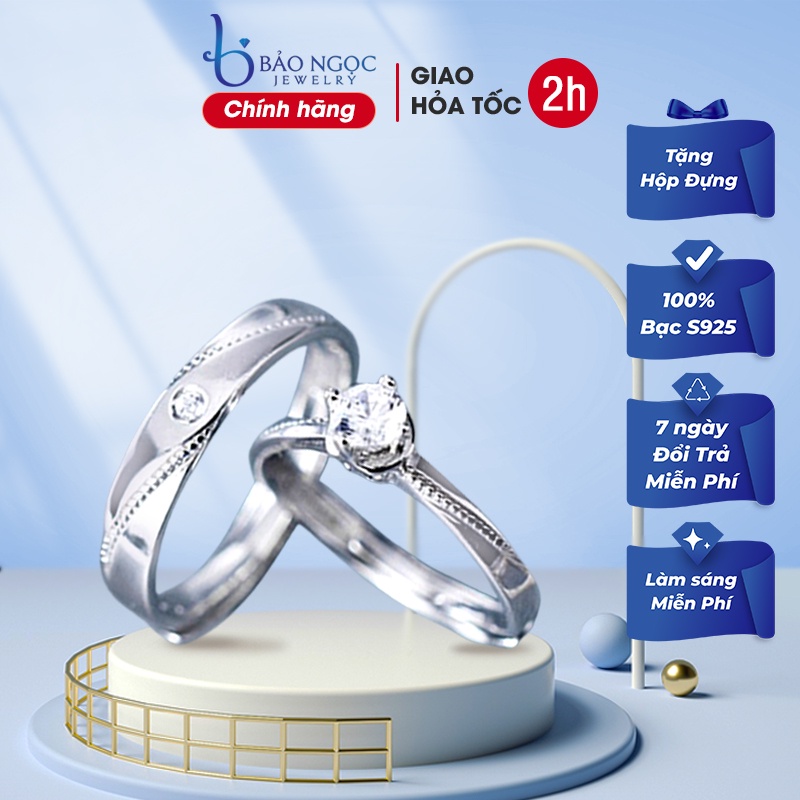 BẢO NGỌC
JEWELRY
Chính hãng
GIAO
HỎA TỐC
2h
Tặng
Hộp Đựng
100%
Bạc S925
7 ngày
Đổi Trả
Miễn Phí
Làm sáng
Miễn Phí